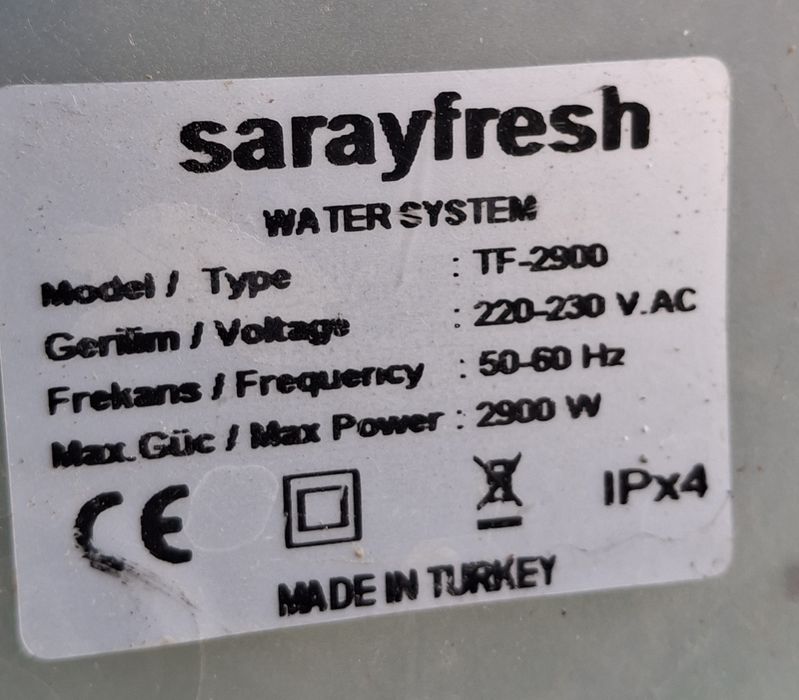 sarayfresh
WATER SYSTEM
Model / Type : TF-2900
Gerilim / Voltage : 220-230 V.AC
Frekans / Frequency : 50-60 Hz
Max.Güc / Max Power : 2900 W
CE IPx4
MADE IN TURKEY